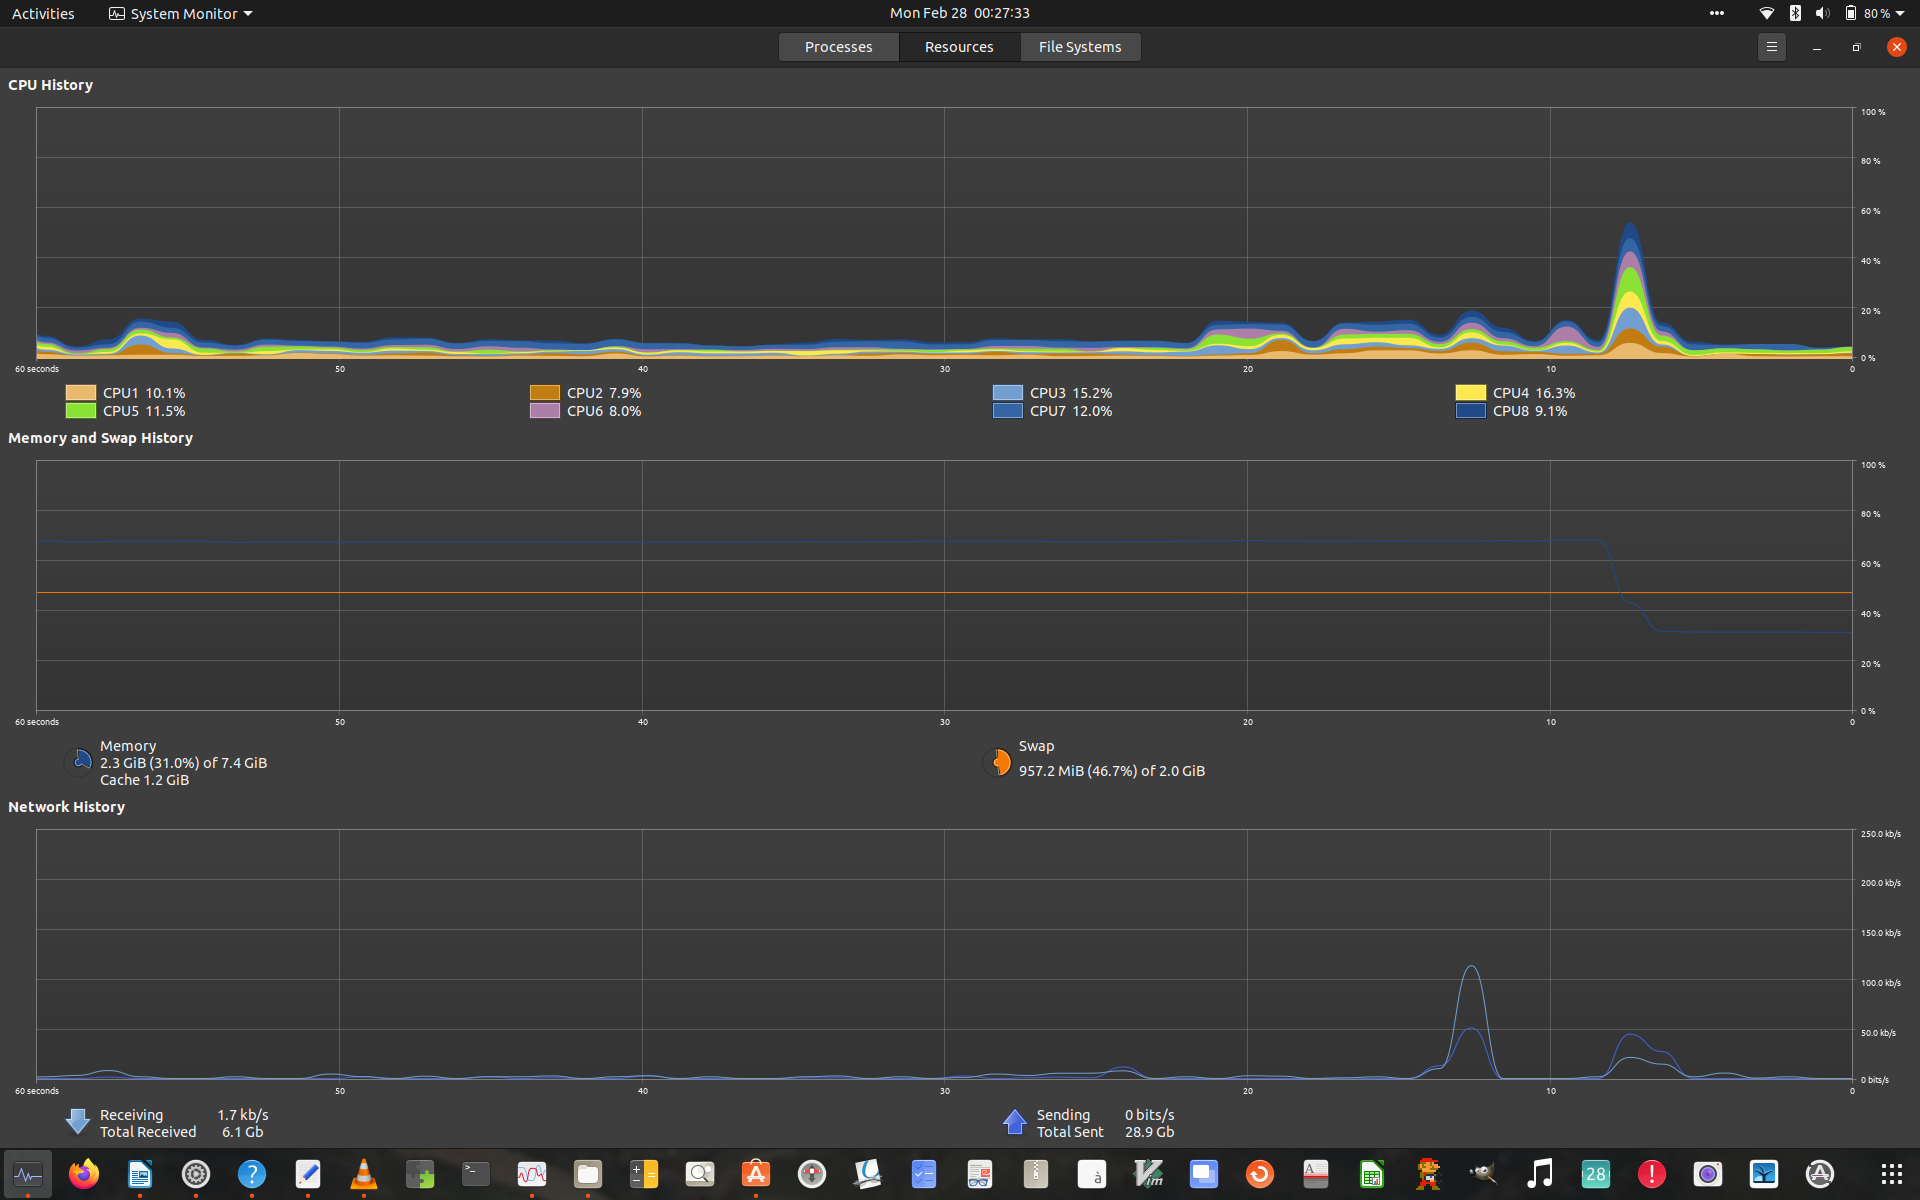 Activities System Monitor Mon Feb 28 00:27:33 80 %
Processes Resources File Systems
CPU History
100 %
80 %
60 %
40 %
20 %
0 %
60 seconds 50 40 30 20 10 0
CPU1 10.1% CPU2 7.9% CPU3 15.2% CPU4 16.3%
CPU5 11.5% CPU6 8.0% CPU7 12.0% CPU8 9.1%
Memory and Swap History
100 %
80 %
60 %
40 %
20 %
0 %
60 seconds 50 40 30 20 10 0
Memory
2.3 GiB (31.0%) of 7.4 GiB
Cache 1.2 GiB
Swap
957.2 MiB (46.7%) of 2.0 GiB
Network History
250.0 kb/s
200.0 kb/s
150.0 kb/s
100.0 kb/s
50.0 kb/s
0 bits/s
60 seconds 50 40 30 20 10 0
Receiving 1.7 kb/s
Total Received 6.1 Gb
Sending 0 bits/s
Total Sent 28.9 Gb
? >_ A à Vim A 28 !